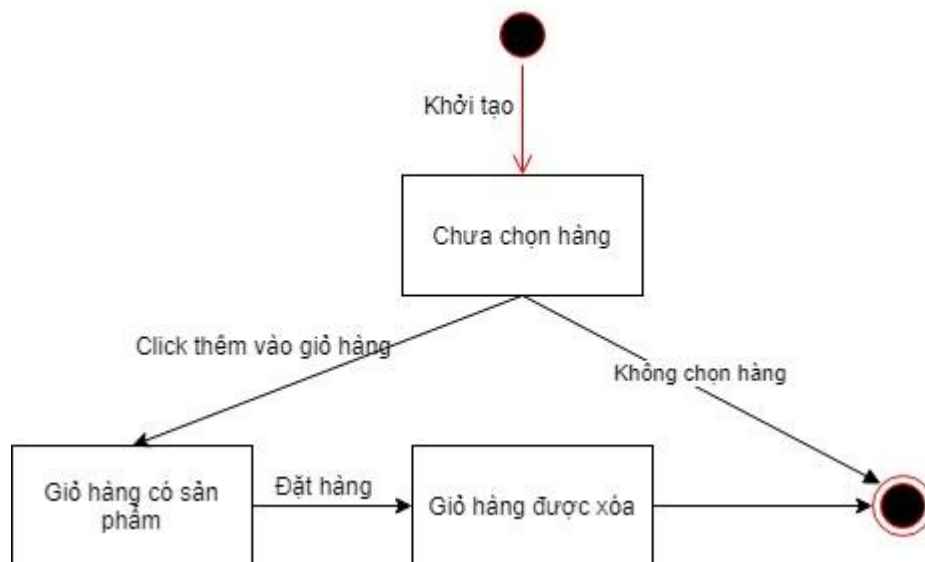 Khởi tạo
Chưa chọn hàng
Click thêm vào giỏ hàng
Không chọn hàng
Giỏ hàng có sản
phẩm
Đặt hàng
Giỏ hàng được xóa